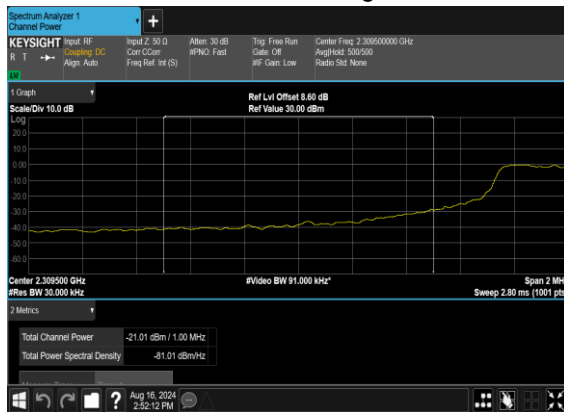 Spectrum Analyzer 1
Channel Power
+
KEYSIGHT Input: RF Input Z: 50 Ω Atten: 30 dB Trig: Free Run Center Freq: 2.309500000 GHz
R T Coupling: DC Corr CCorr #PNO: Fast Gate: Off Avg|Hold: 500/500
Align: Auto Freq Ref: Int (S) #IF Gain: Low Radio Std: None
1 Graph
Ref Lvl Offset 8.60 dB
Scale/Div 10.0 dB Ref Value 30.00 dBm
Log
20.0
10.0
0.00
-10.0
-20.0
-30.0
-40.0
-50.0
-60.0
Center 2.309500 GHz #Video BW 91.000 kHz* Span 2 MH
#Res BW 30.000 kHz Sweep 2.80 ms (1001 pts
2 Metrics
Total Channel Power -21.01 dBm / 1.00 MHz
Total Power Spectral Density -81.01 dBm/Hz
? Aug 16, 2024
2:52:12 PM